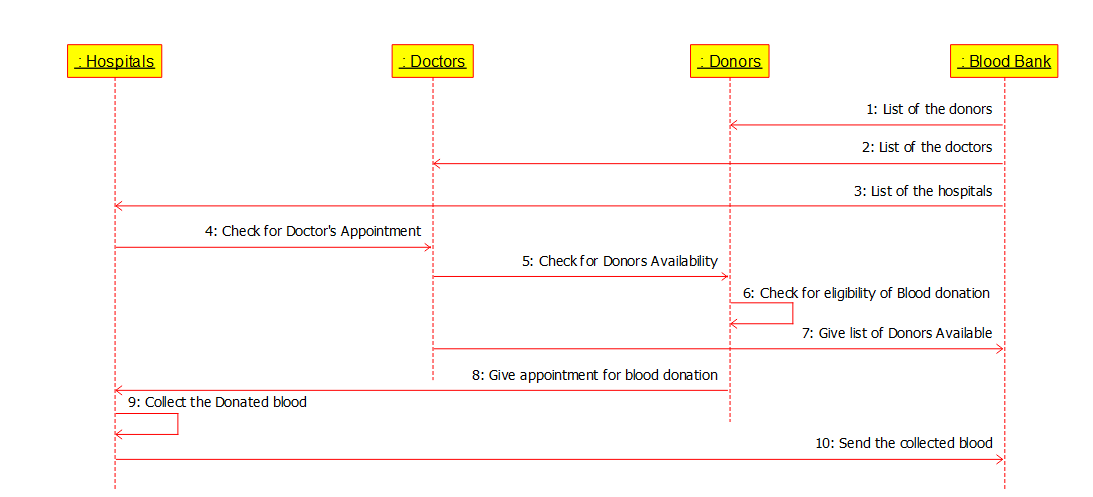 : Hospitals
: Doctors
: Donors
: Blood Bank
1: List of the donors
2: List of the doctors
3: List of the hospitals
4: Check for Doctor's Appointment
5: Check for Donors Availability
6: Check for eligibility of Blood donation
7: Give list of Donors Available
8: Give appointment for blood donation
9: Collect the Donated blood
10: Send the collected blood